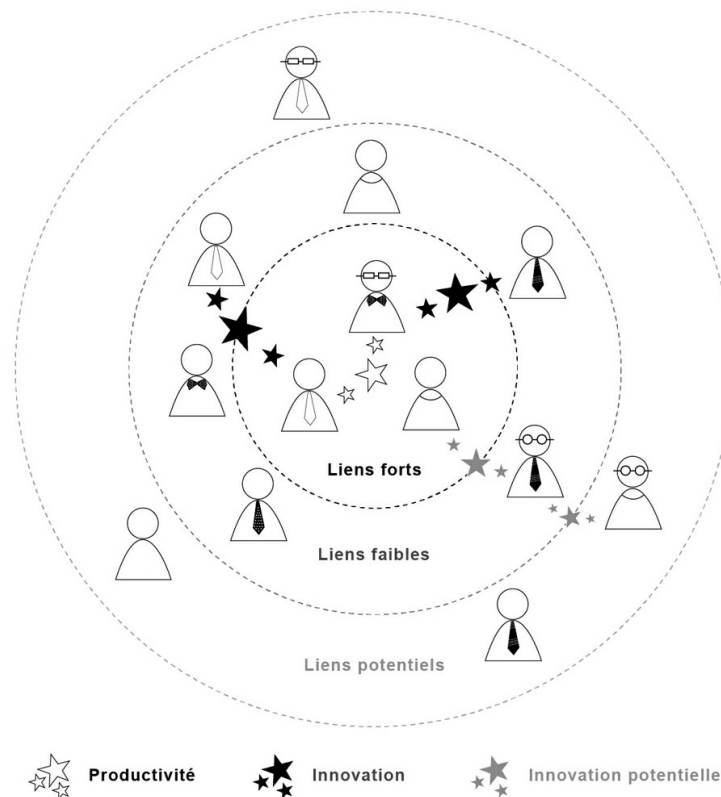 Liens forts
Liens faibles
Liens potentiels
Productivité
Innovation
Innovation potentielle